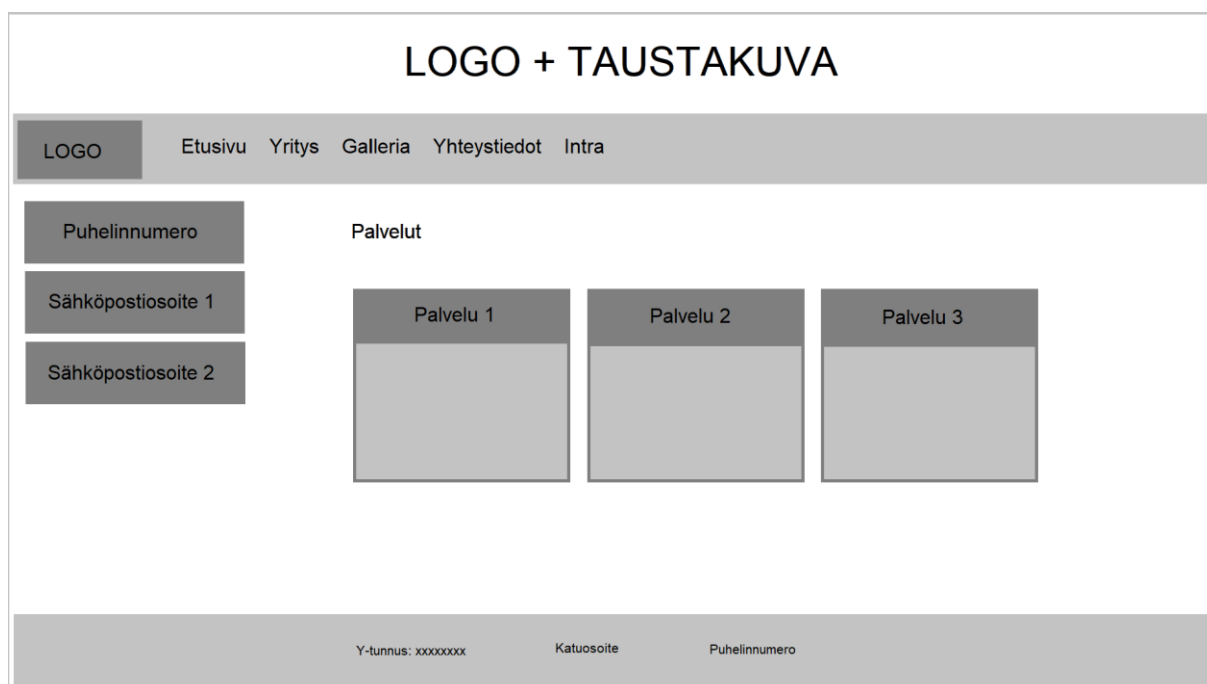 LOGO + TAUSTAKUVA
LOGO
Etusivu Yritys Galleria Yhteystiedot Intra
Puhelinnumero
Sähköpostiosoite 1
Sähköpostiosoite 2
Palvelut
Palvelu 1
Palvelu 2
Palvelu 3
Y-tunnus: xxxxxxxx
Katuosoite
Puhelinnumero